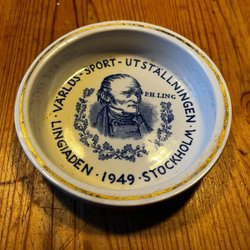 VÄRLDS-SPORT-UTSTÄLLNINGEN
LINGIADEN · 1949 · STOCKHOLM
P.H. LING